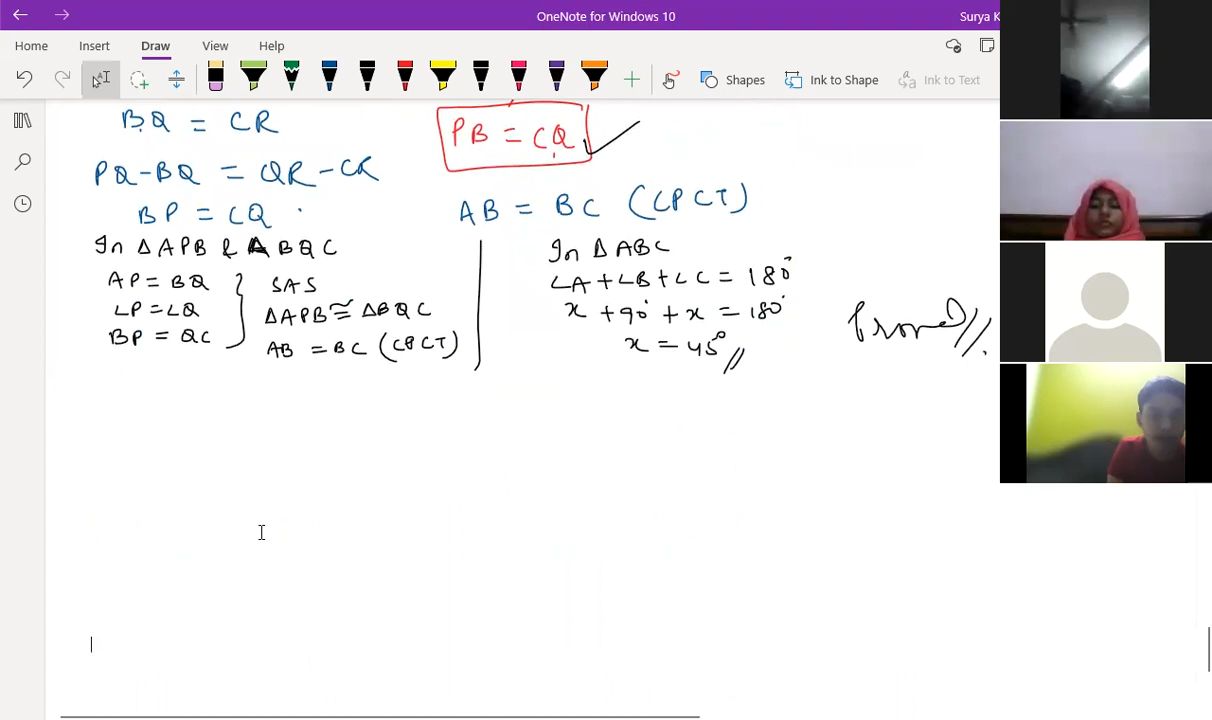 OneNote for Windows 10
Surya K
Home Insert Draw View Help
Shapes Ink to Shape Ink to Text
BQ = CR
PQ-BQ = QR-CR
BP = CQ
PB = CQ
AB = BC (CPCT)
In ΔAPB & ΔBQC
AP = BQ
∠P = ∠Q
BP = QC
SAS
ΔAPB ≅ ΔBQC
AB = BC (CPCT)
In ΔABC
∠A + ∠B + ∠C = 180°
x + 90° + x = 180°
x = 45° //
Proved //.